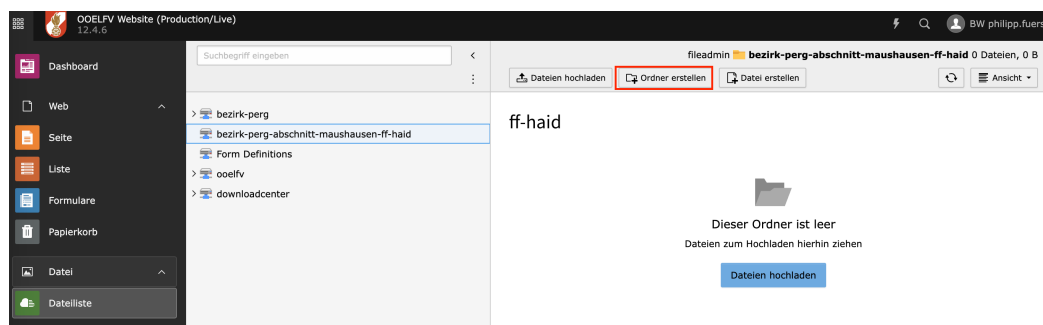 OOELFV Website (Production/Live)
12.4.6
BW philipp.fuers
Dashboard
Web
Seite
Liste
Formulare
Papierkorb
Datei
Dateiliste
Suchbegriff eingeben
bezirk-perg
bezirk-perg-abschnitt-maushausen-ff-haid
Form Definitions
ooelfv
downloadcenter
fileadmin bezirk-perg-abschnitt-maushausen-ff-haid 0 Dateien, 0 B
Dateien hochladen Ordner erstellen Datei erstellen Ansicht
ff-haid
Dieser Ordner ist leer
Dateien zum Hochladen hierhin ziehen
Dateien hochladen